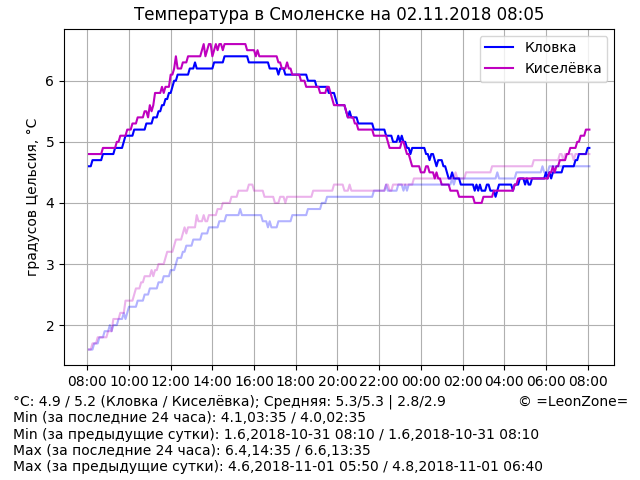 Температура в Смоленске на 02.11.2018 08:05
Кловка
Киселёвка
градусов Цельсия, °C
6
5
4
3
2
08:00 10:00 12:00 14:00 16:00 18:00 20:00 22:00 00:00 02:00 04:00 06:00 08:00
°C: 4.9 / 5.2 (Кловка / Киселёвка); Средняя: 5.3/5.3 | 2.8/2.9 © =LeonZone=
Min (за последние 24 часа): 4.1,03:35 / 4.0,02:35
Min (за предыдущие сутки): 1.6,2018-10-31 08:10 / 1.6,2018-10-31 08:10
Max (за последние 24 часа): 6.4,14:35 / 6.6,13:35
Max (за предыдущие сутки): 4.6,2018-11-01 05:50 / 4.8,2018-11-01 06:40